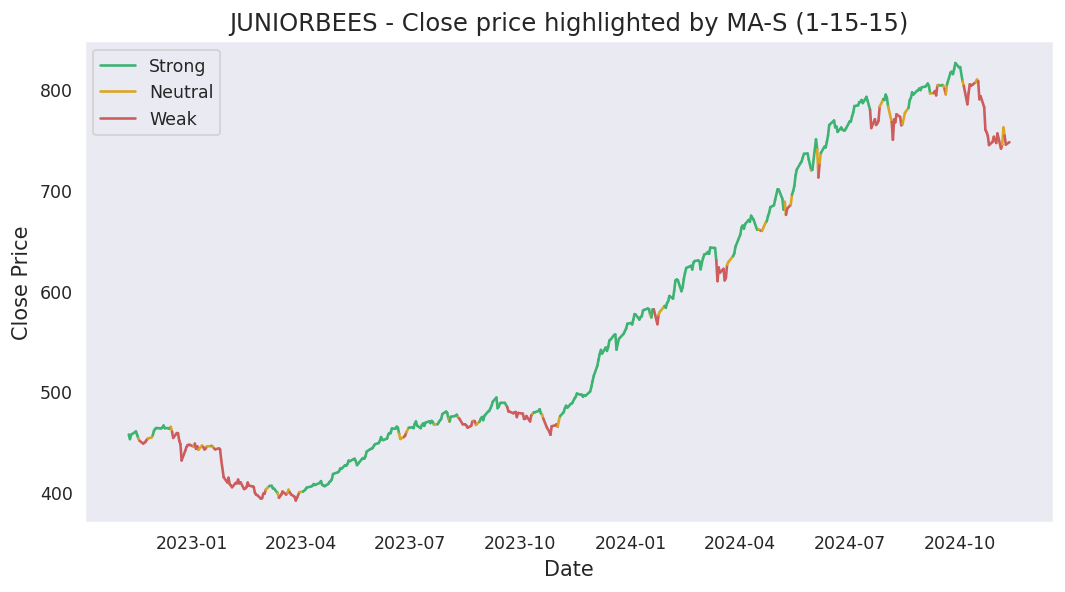 JUNIORBEES - Close price highlighted by MA-S (1-15-15)
Strong
Neutral
Weak
Close Price
800
700
600
500
400
2023-01 2023-04 2023-07 2023-10 2024-01 2024-04 2024-07 2024-10
Date